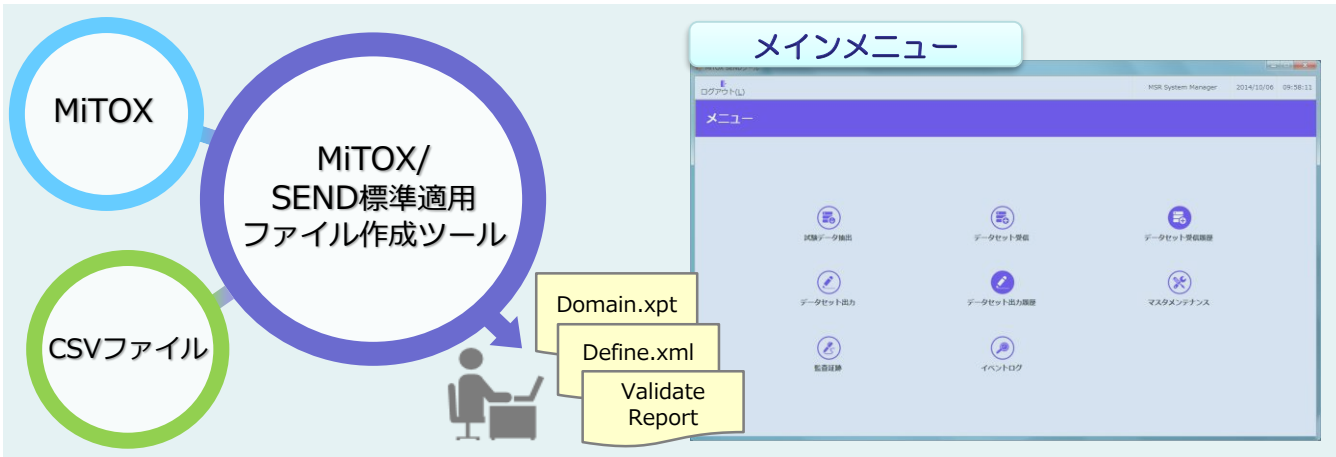 MiTOX
MiTOX/
SEND標準適用
ファイル作成ツール
CSVファイル
Domain.xpt
Define.xml
Validate
Report
メインメニュー
ログアウト(L)
MSR System Manager 2014/10/06 09:58:11
メニュー
試験データ抽出 データセット受信 データセット受信履歴
データセット出力 データセット出力履歴 マスタメンテナンス
監査証跡 イベントログ